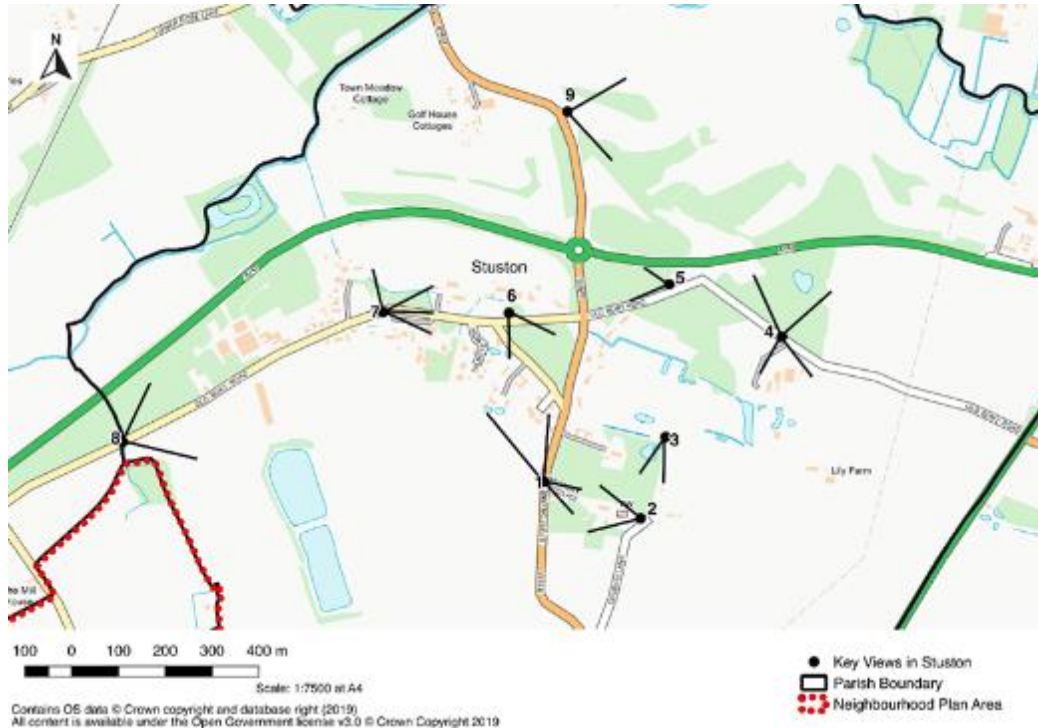 N
Town Meadow
Cottage
Golf House
Cottages
9
Stuston
5
6
7
4
8
3
Lily Farm
1
2
OLD BURY ROAD
100 0 100 200 300 400 m
Scale: 1:7500 at A4
Contains OS data © Crown copyright and database right (2019)
All content is available under the Open Government license v3.0 © Crown Copyright 2019
Key Views in Stuston
Parish Boundary
Neighbourhood Plan Area